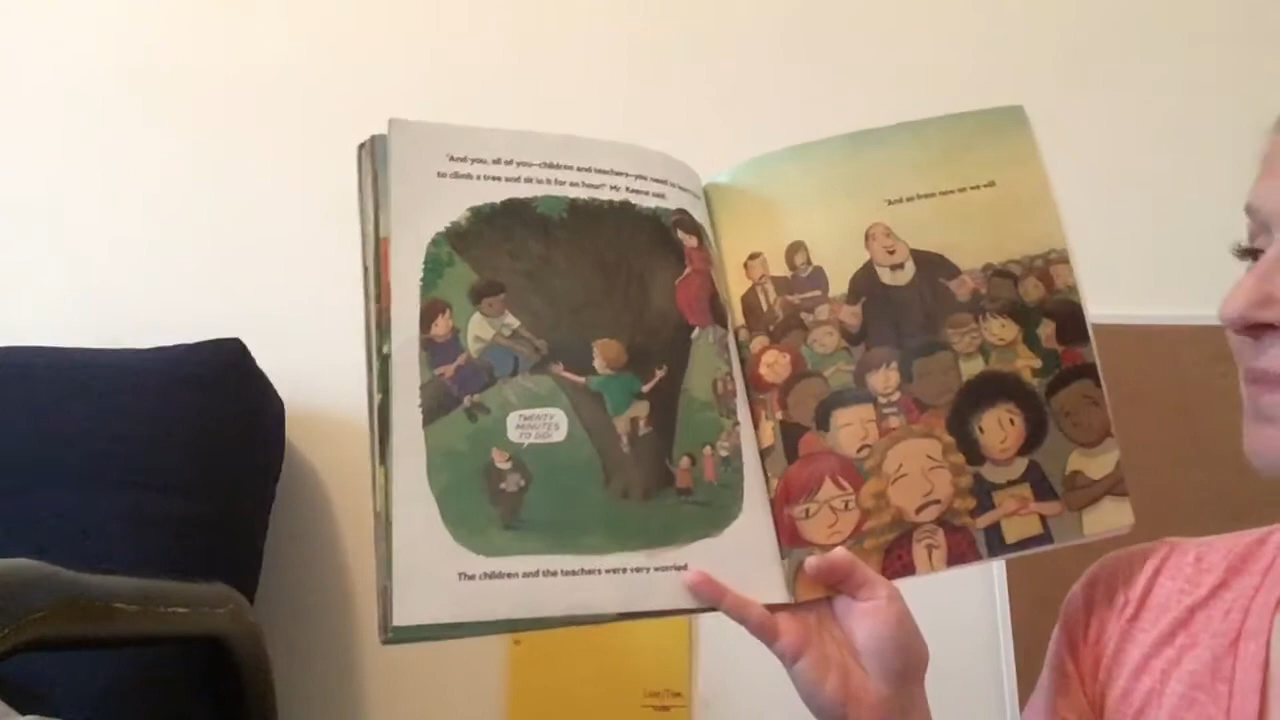 "And you, all of you—children and teachers—you need to
to climb a tree and sit in it for an hour!" Mr. Keene said.
TWENTY
MINUTES
TO GO!
The children and the teachers were very worried.
"And so from now on we will